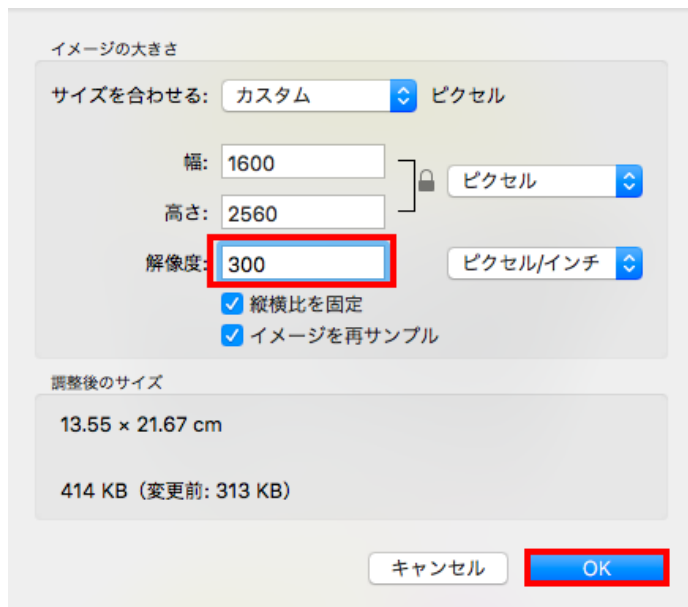 イメージの大きさ
サイズを合わせる: カスタム ピクセル
幅: 1600
ピクセル
高さ: 2560
解像度: 300 ピクセル/インチ
縦横比を固定
イメージを再サンプル
調整後のサイズ
13.55 × 21.67 cm
414 KB（変更前: 313 KB）
キャンセル OK